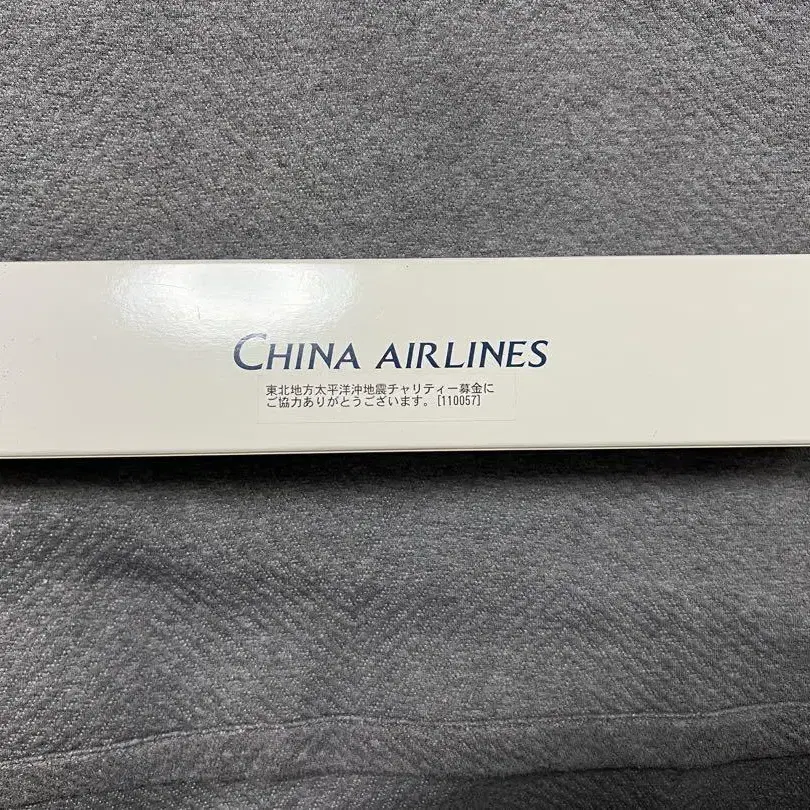 CHINA AIRLINES
東北地方太平洋沖地震チャリティー募金に
ご協力ありがとうございます。[110057]